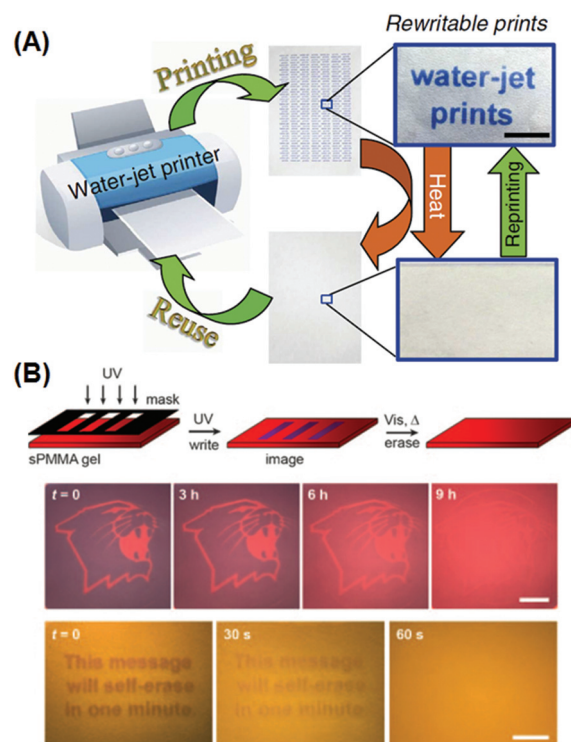 (A)
Rewritable prints
Printing
Water-jet printer
water-jet
prints
Heat
Reprinting
Reuse
(B)
UV
mask
sPMMA gel
UV
write
image
Vis, Δ
erase
t = 0
3 h
6 h
9 h
t = 0
30 s
60 s
This message
will self-erase
in one minute.
This message
will self-erase
in one minute.